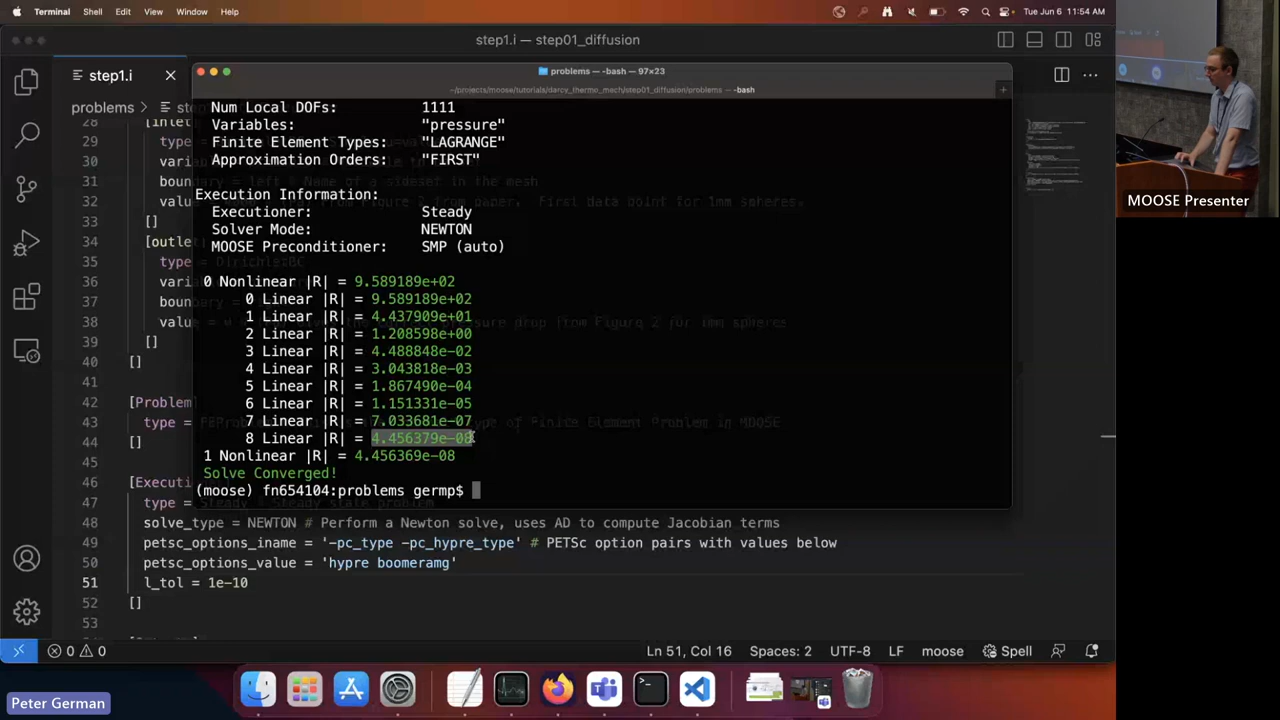 Terminal Shell Edit View Window Help Tue Jun 6 11:54 AM
step1.i — step01_diffusion
step1.i
problems
problems — -bash — 97×23
~/projects/moose/tutorials/darcy_thermo_mech/step01_diffusion/problems — -bash
Num Local DOFs: 1111
Variables: "pressure"
Finite Element Types: "LAGRANGE"
Approximation Orders: "FIRST"
Execution Information:
Executioner: Steady
Solver Mode: NEWTON
MOOSE Preconditioner: SMP (auto)
0 Nonlinear |R| = 9.589189e+02
0 Linear |R| = 9.589189e+02
1 Linear |R| = 4.437909e+01
2 Linear |R| = 1.208598e+00
3 Linear |R| = 4.488848e-02
4 Linear |R| = 3.043818e-03
5 Linear |R| = 1.867490e-04
6 Linear |R| = 1.151331e-05
7 Linear |R| = 7.033681e-07
8 Linear |R| = 4.456379e-08
1 Nonlinear |R| = 4.456369e-08
Solve Converged!
(moose) fn654104:problems germp$
28
29
30
31
32
33 []
34
35
36
37
38
39 []
40 []
41
42 [Problem
43 type =
44 []
45
46
47
48 solve_type = NEWTON # Perform a Newton solve, uses AD to compute Jacobian terms
49 petsc_options_iname = '-pc_type -pc_hypre_type' # PETSc option pairs with values below
50 petsc_options_value = 'hypre boomeramg'
51 l_tol = 1e-10
52 []
53
0 0 Ln 51, Col 16 Spaces: 2 UTF-8 LF moose Spell
MOOSE Presenter
Peter German